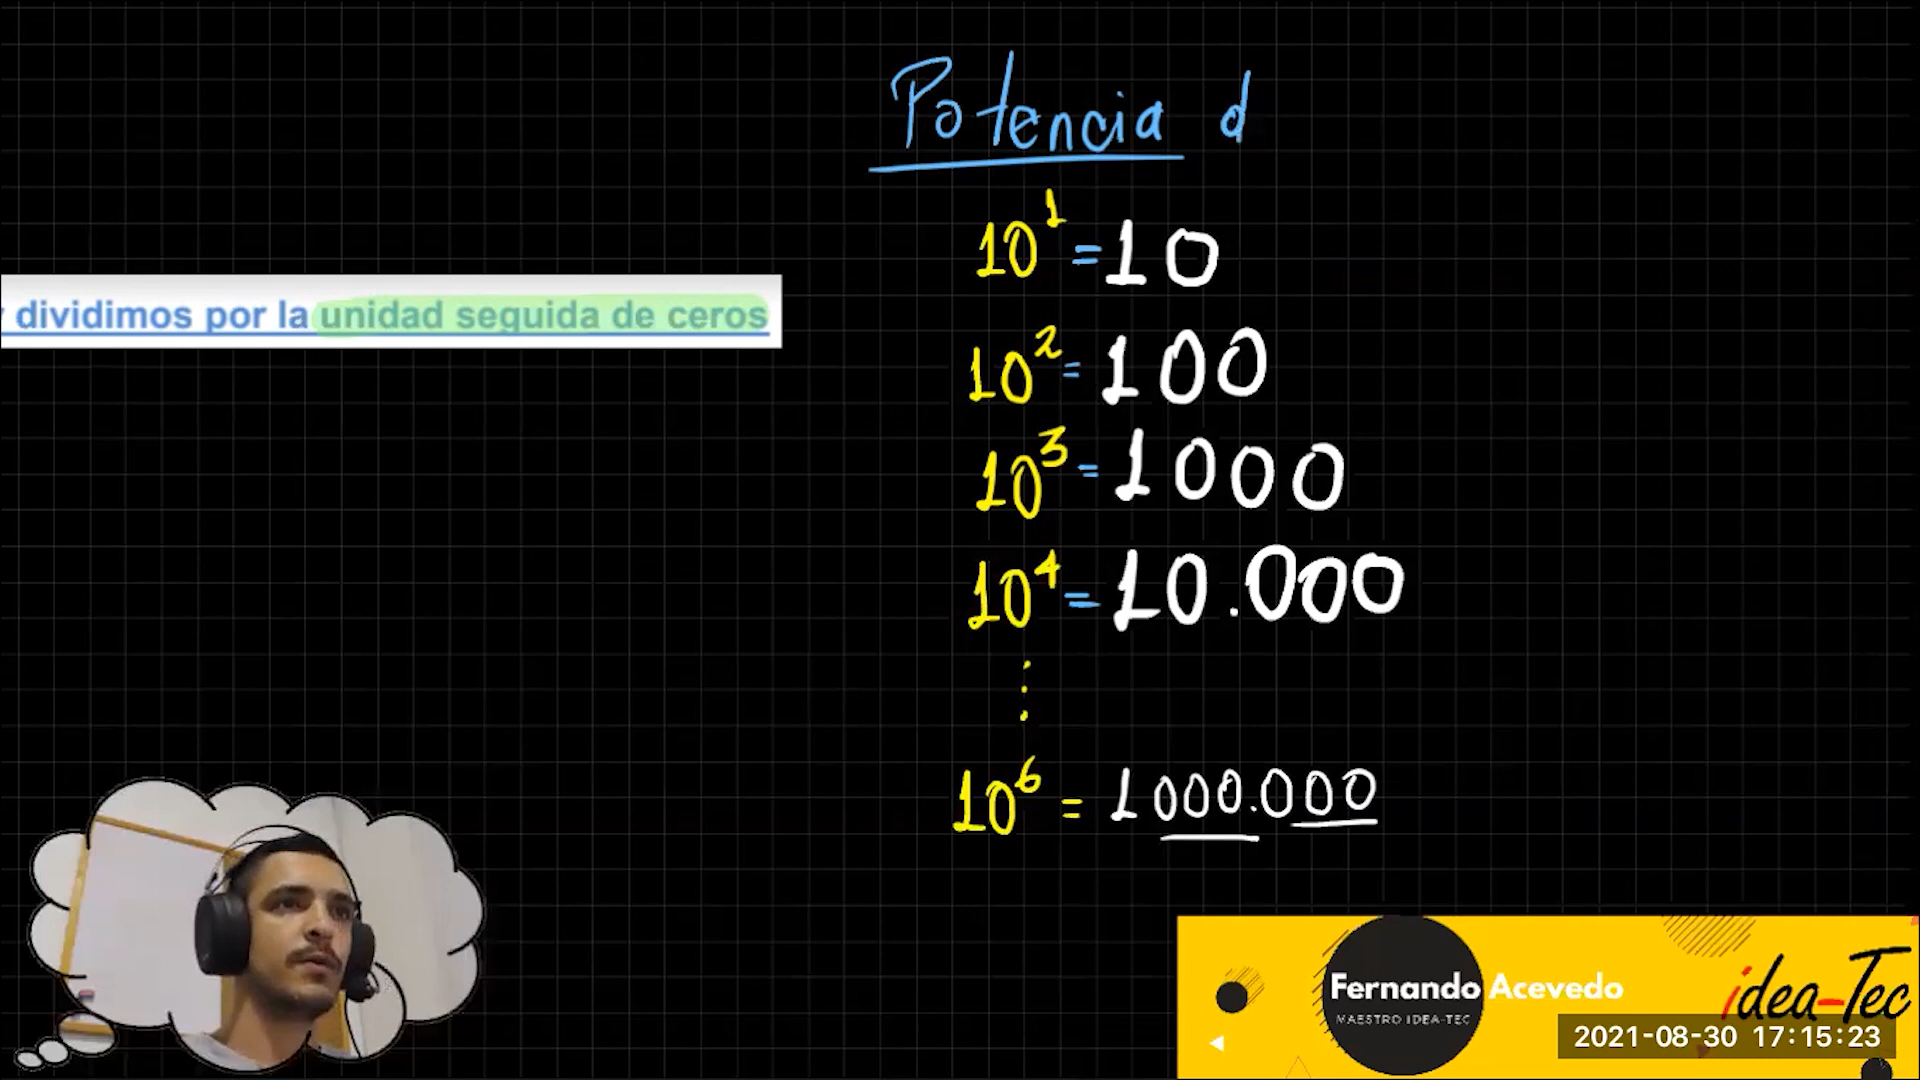 dividimos por la unidad seguida de ceros
Potencia d
10¹ = 10
10² = 100
10³ = 1000
10⁴ = 10.000
⋮
10⁶ = 1000.000
Fernando Acevedo
MAESTRO IDEA-TEC
idea-Tec
2021-08-30 17:15:23